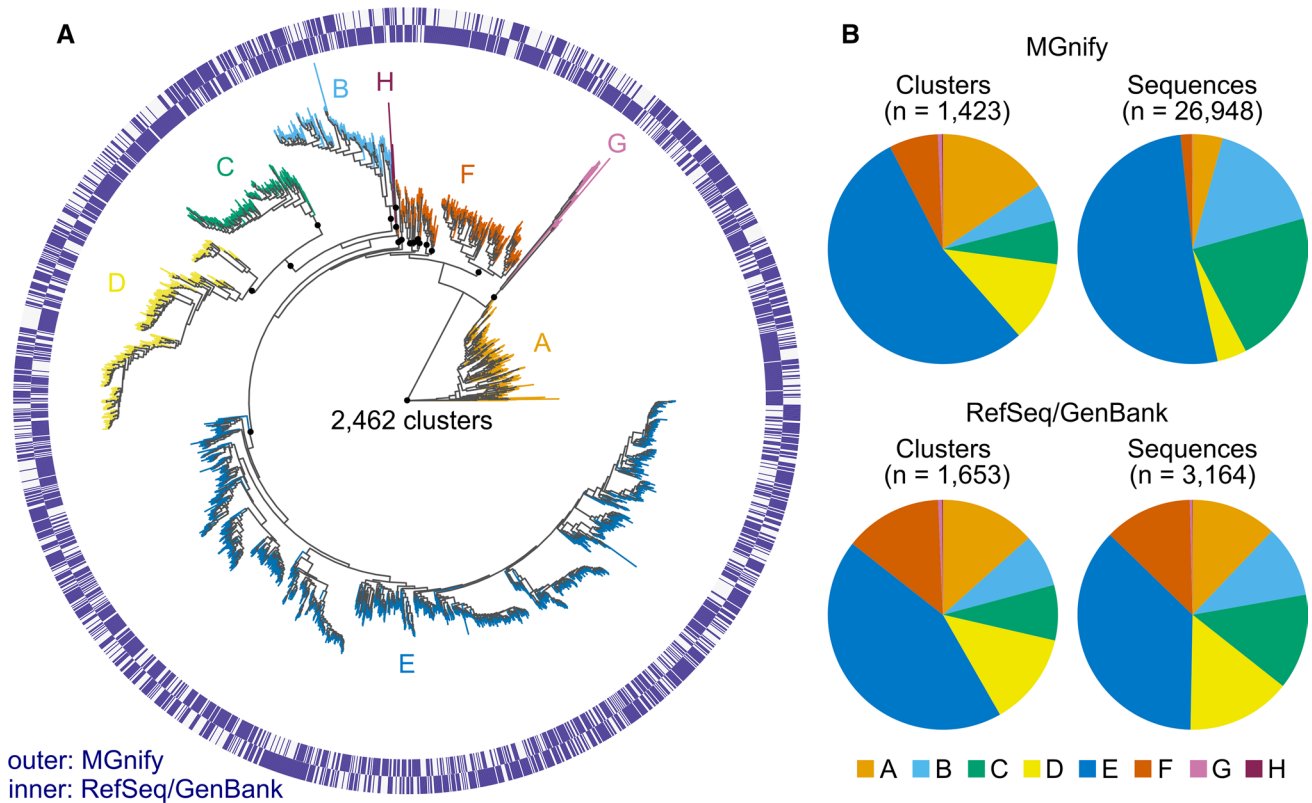 A
B
H
C
G
F
D
A
2,462 clusters
E
outer: MGnify
inner: RefSeq/GenBank
B
MGnify
Clusters
(n = 1,423)
Sequences
(n = 26,948)
RefSeq/GenBank
Clusters
(n = 1,653)
Sequences
(n = 3,164)
A B C D E F G H